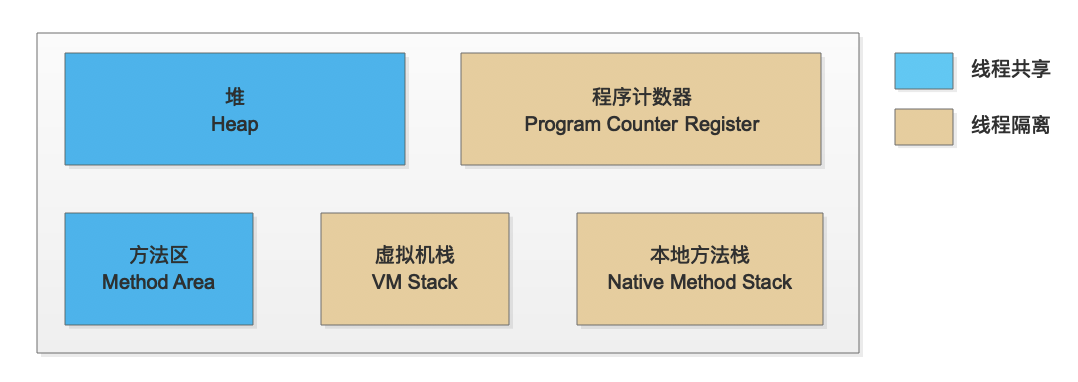 堆
Heap
程序计数器
Program Counter Register
方法区
Method Area
虚拟机栈
VM Stack
本地方法栈
Native Method Stack
线程共享
线程隔离